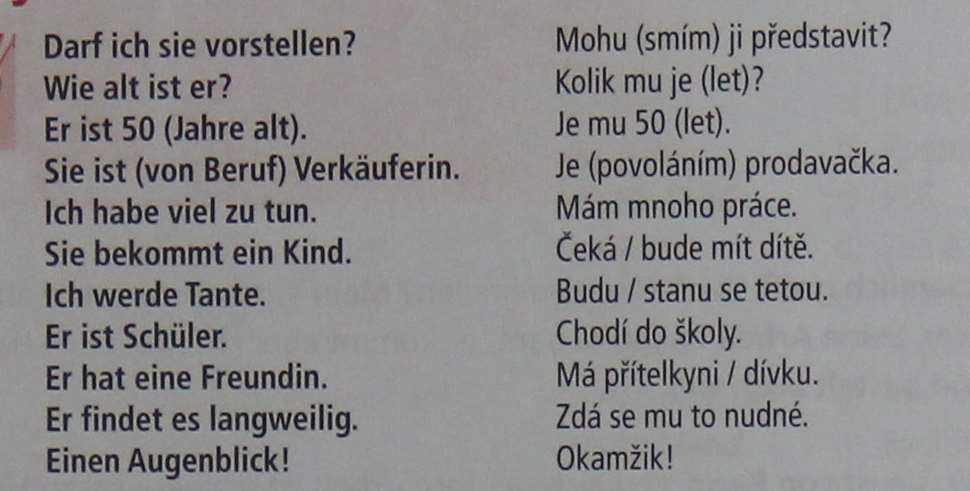 Darf ich sie vorstellen? Mohu (smím) ji představit?
Wie alt ist er? Kolik mu je (let)?
Er ist 50 (Jahre alt). Je mu 50 (let).
Sie ist (von Beruf) Verkäuferin. Je (povoláním) prodavačka.
Ich habe viel zu tun. Mám mnoho práce.
Sie bekommt ein Kind. Čeká / bude mít dítě.
Ich werde Tante. Budu / stanu se tetou.
Er ist Schüler. Chodí do školy.
Er hat eine Freundin. Má přítelkyni / dívku.
Er findet es langweilig. Zdá se mu to nudné.
Einen Augenblick! Okamžik!